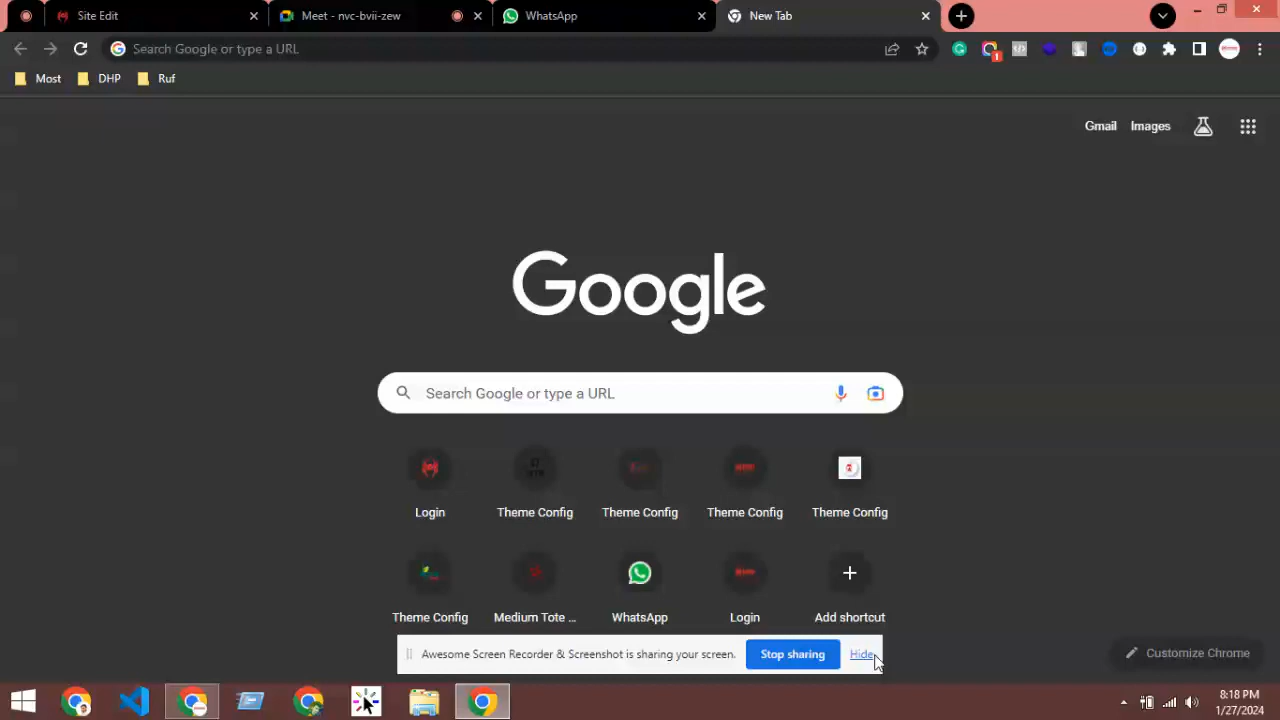 Site Edit
Meet - nvc-bvii-zew
WhatsApp
New Tab
Search Google or type a URL
1
Most
DHP
Ruf
Gmail
Images
Google
Search Google or type a URL
Login
Theme Config
Theme Config
Theme Config
Theme Config
Theme Config
Medium Tote ...
WhatsApp
Login
Add shortcut
Awesome Screen Recorder & Screenshot is sharing your screen.
Stop sharing
Hide
Customize Chrome
8:18 PM
1/27/2024